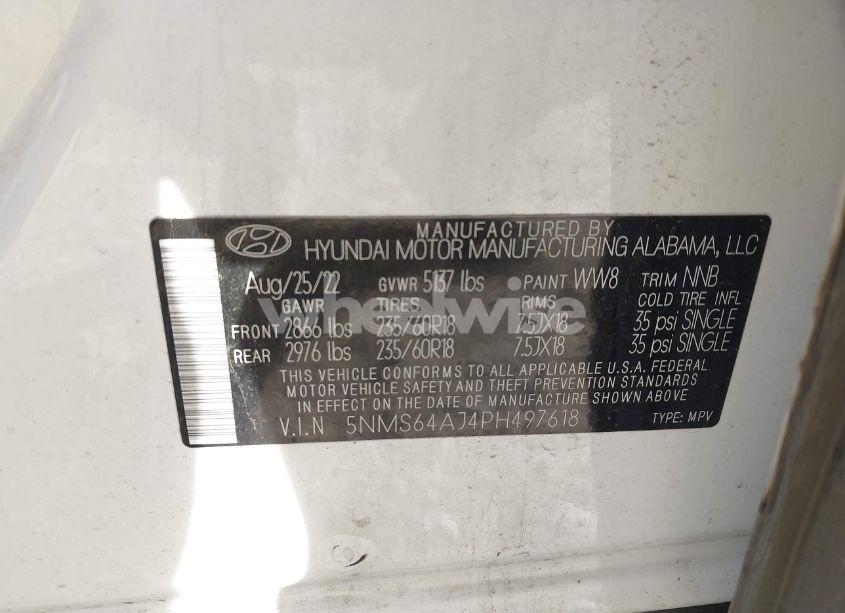 MANUFACTURED BY
HYUNDAI MOTOR MANUFACTURING ALABAMA, LLC
Aug/25/22 GVWR 5137 lbs PAINT WW8 TRIM NNB
GAWR TIRES RIMS COLD TIRE INFL
FRONT 2866 lbs 235/60R18 7.5JX18 35 psi SINGLE
REAR 2976 lbs 235/60R18 7.5JX18 35 psi SINGLE
wheelwise
THIS VEHICLE CONFORMS TO ALL APPLICABLE U.S.A. FEDERAL
MOTOR VEHICLE SAFETY AND THEFT PREVENTION STANDARDS
IN EFFECT ON THE DATE OF MANUFACTURE SHOWN ABOVE
V.I.N 5NMS64AJ4PH497618 TYPE: MPV